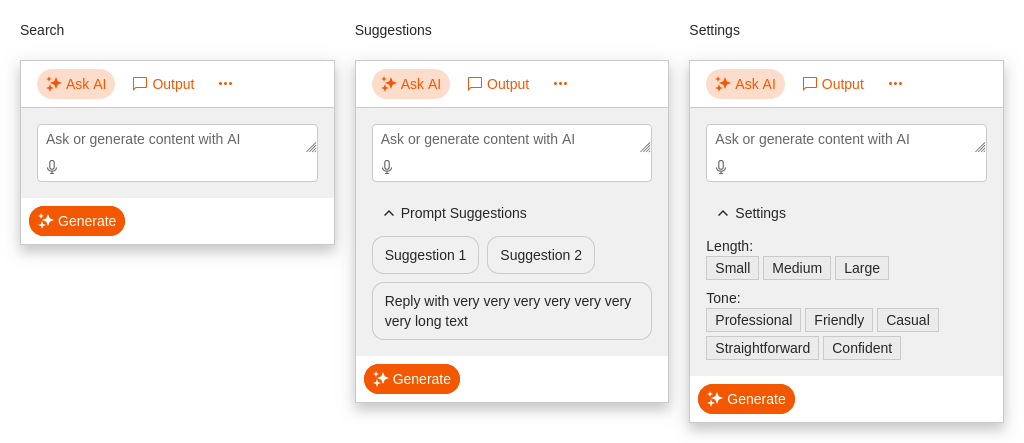 Search
Ask AI
Output
Ask or generate content with AI
Generate
Suggestions
Ask AI
Output
Ask or generate content with AI
Prompt Suggestions
Suggestion 1
Suggestion 2
Reply with very very very very very very
very long text
Generate
Settings
Ask AI
Output
Ask or generate content with AI
Settings
Length:
Small
Medium
Large
Tone:
Professional
Friendly
Casual
Straightforward
Confident
Generate